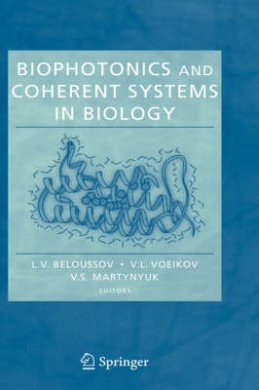 BIOPHOTONICS AND
COHERENT SYSTEMS
IN BIOLOGY
L.V. BELOUSSOV • V.L. VOEIKOV
V.S. MARTYNYUK
EDITORS
Springer